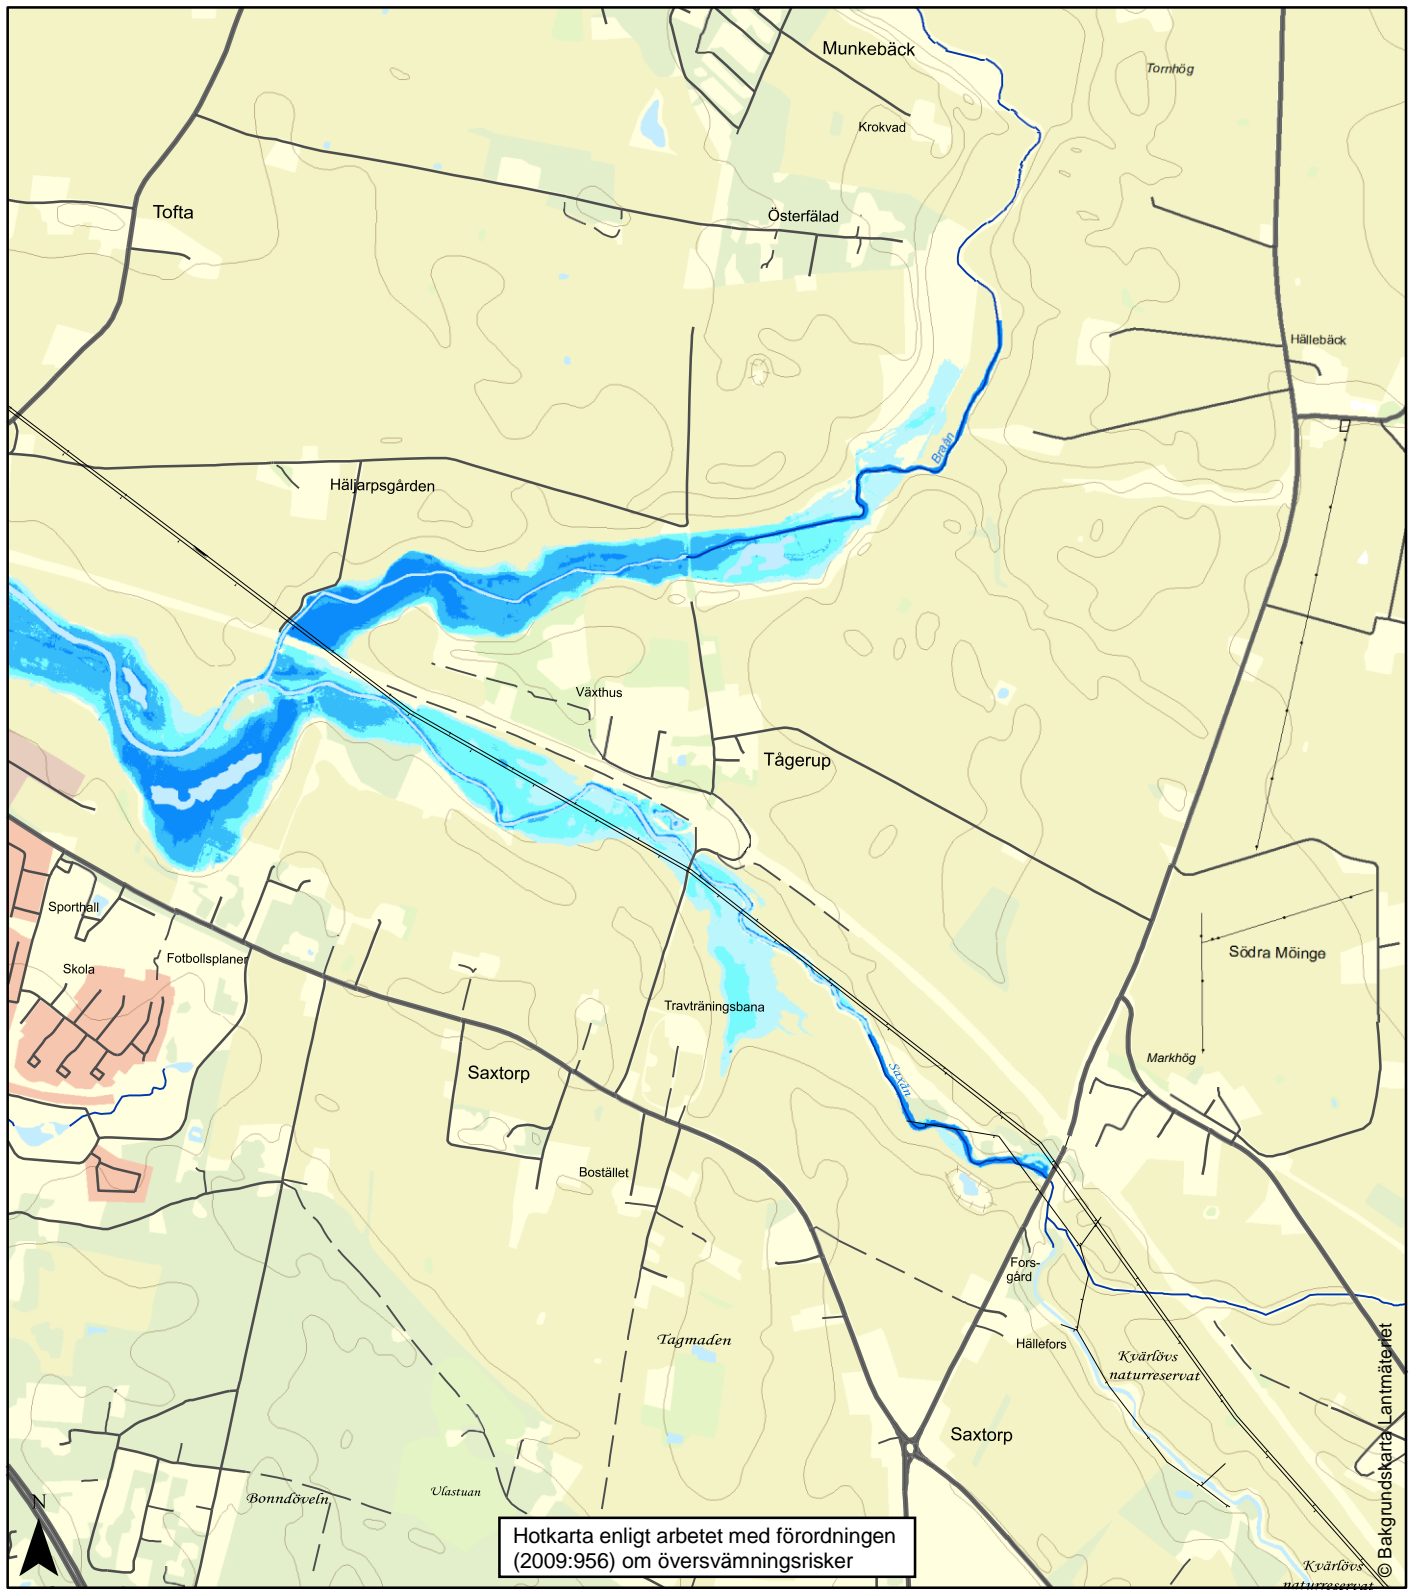 Munkebäck
Tornhög
Krokvad
Tofta
Österfälad
Hällebäck
Braån
Häljarpsgården
Växthus
Tågerup
Sporthall
Södra Möinge
Fotbollsplaner
Skola
Travträningsbana
Markhög
Saxtorp
Saxån
Bostället
Fors-
gård
Tagmaden
Hällefors
Kvärlövs
naturreservat
Saxtorp
Ulastuan
Bonndöveln
N
Hotkarta enligt arbetet med förordningen
(2009:956) om översvämningsrisker
Kvärlövs
naturreservat
© Bakgrundskarta Lantmäteriet